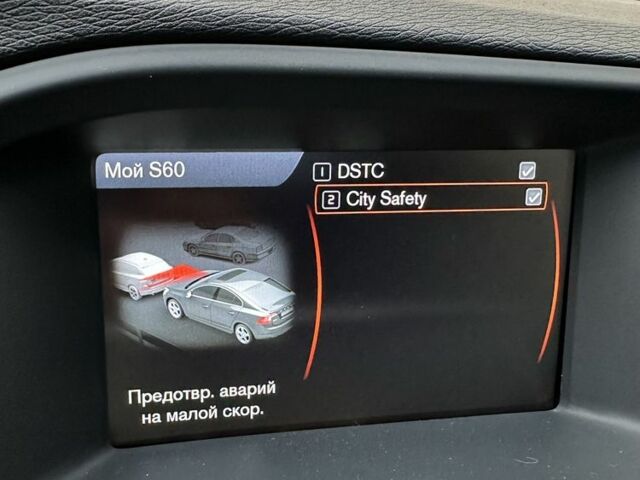 Мой S60
1 DSTC
2 City Safety
Предотвр. аварий
на малой скор.